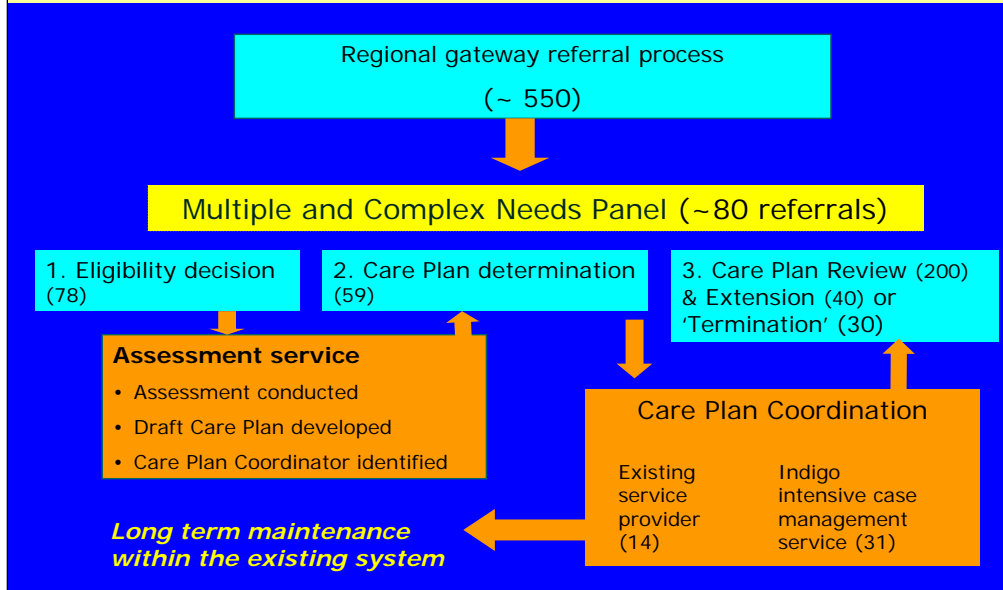 Regional gateway referral process
(~ 550)
Multiple and Complex Needs Panel (~80 referrals)
1. Eligibility decision
(78)
2. Care Plan determination
(59)
3. Care Plan Review (200)
& Extension (40) or
‘Termination’ (30)
Assessment service
• Assessment conducted
• Draft Care Plan developed
• Care Plan Coordinator identified
Care Plan Coordination
Existing
service
provider
(14)
Indigo
intensive case
management
service (31)
Long term maintenance
within the existing system